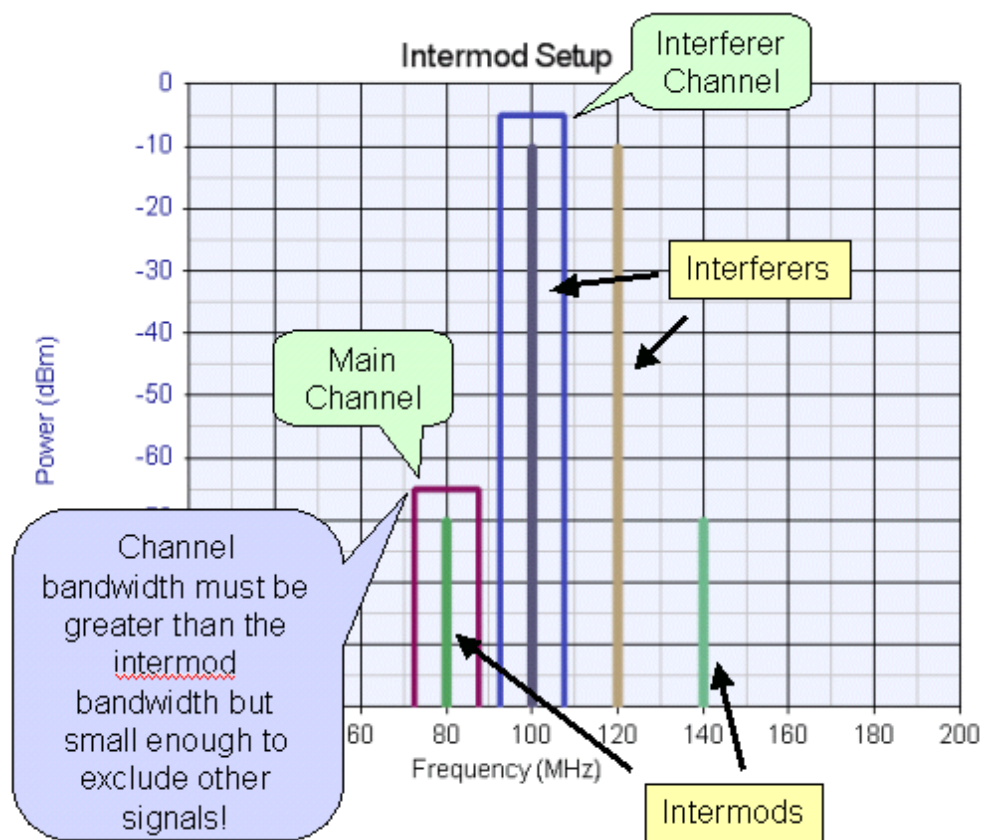 Intermod Setup
Interferer
Channel
0
-10
-20
-30
-40
-50
-60
Power (dBm)
Interferers
Main
Channel
Channel
bandwidth must be
greater than the
intermod
bandwidth but
small enough to
exclude other
signals!
60
80
100
120
140
160
180
200
Frequency (MHz)
Intermods